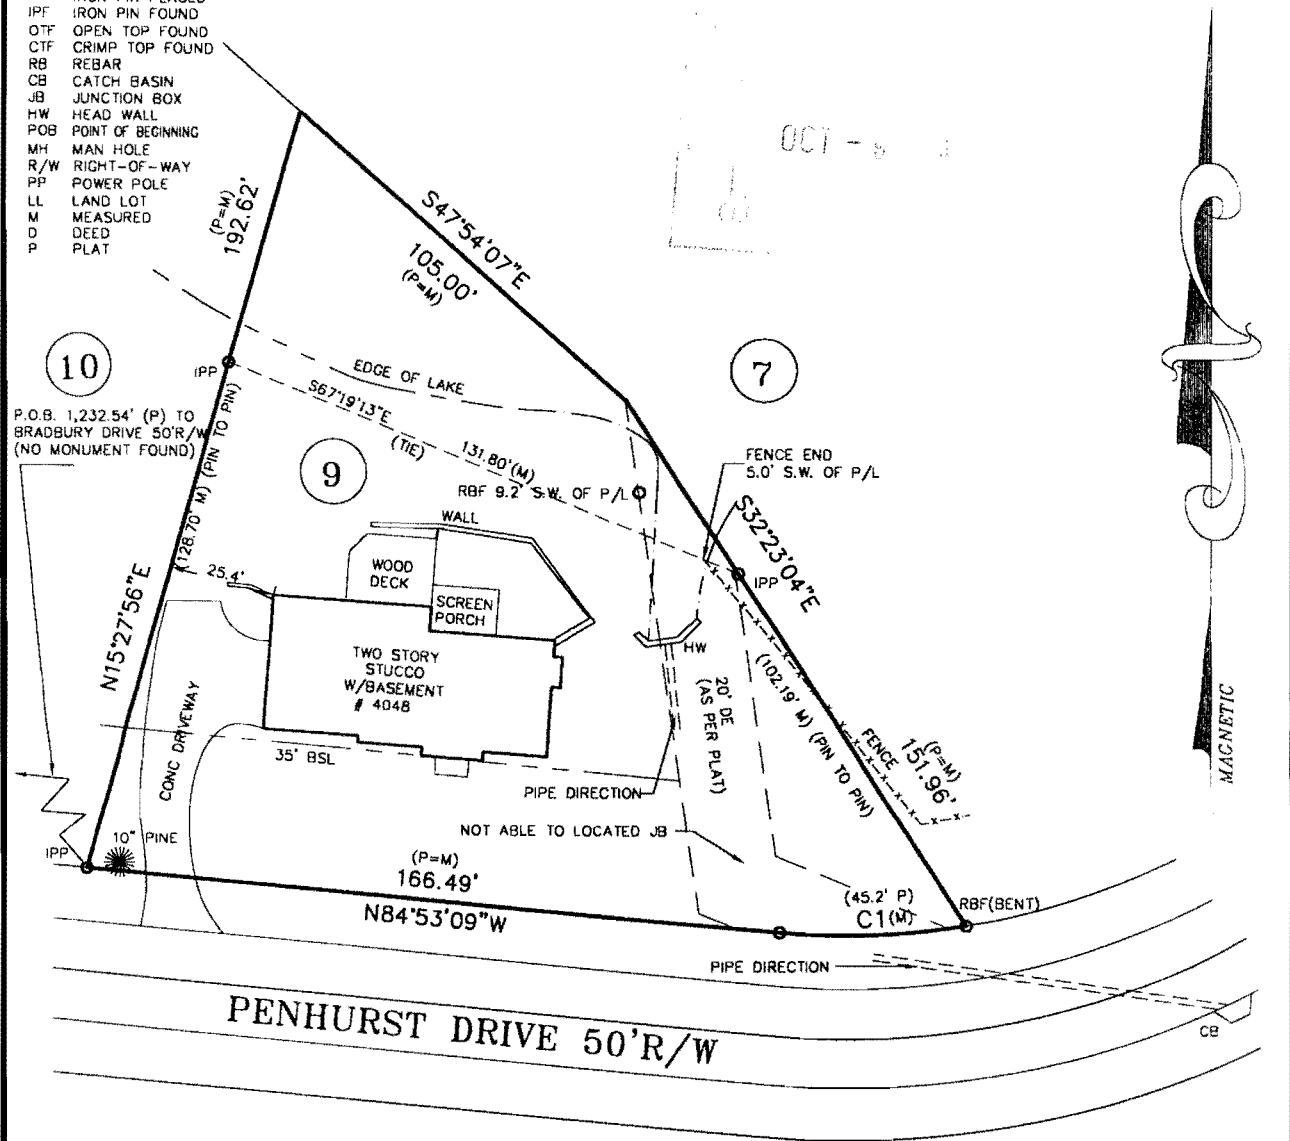 IPF IRON PIN FOUND
OTF OPEN TOP FOUND
CTF CRIMP TOP FOUND
RB REBAR
CB CATCH BASIN
JB JUNCTION BOX
HW HEAD WALL
POB POINT OF BEGINNING
MH MAN HOLE
R/W RIGHT-OF-WAY
PP POWER POLE
LL LAND LOT
M MEASURED
D DEED
P PLAT
OCT
(P=M)
192.62'
S47°54'07"E
105.00'
(P=M)
10
IPP
P.O.B. 1,232.54' (P) TO
BRADBURY DRIVE 50'R/W
(NO MONUMENT FOUND)
EDGE OF LAKE
S67°19'13"E
(TIE)
131.80'(M)
7
9
(128.70' M) (PIN TO PIN)
RBF 9.2' S.W. OF P/L
FENCE END
5.0' S.W. OF P/L
S32°23'04"E
IPP
WALL
WOOD
DECK
SCREEN
PORCH
25.4'
N15°27'56"E
TWO STORY
STUCCO
W/BASEMENT
# 4048
HW
20' DE
(AS PER PLAT)
(102.19' M) (PIN TO PIN)
FENCE
(P=M)
151.96'
MAGNETIC
CONC DRIVEWAY
35' BSL
PIPE DIRECTION
NOT ABLE TO LOCATED JB
10" PINE
IPP
(P=M)
166.49'
N84°53'09"W
(45.2' P)
C1(M)
RBF(BENT)
PIPE DIRECTION
CB
PENHURST DRIVE 50'R/W